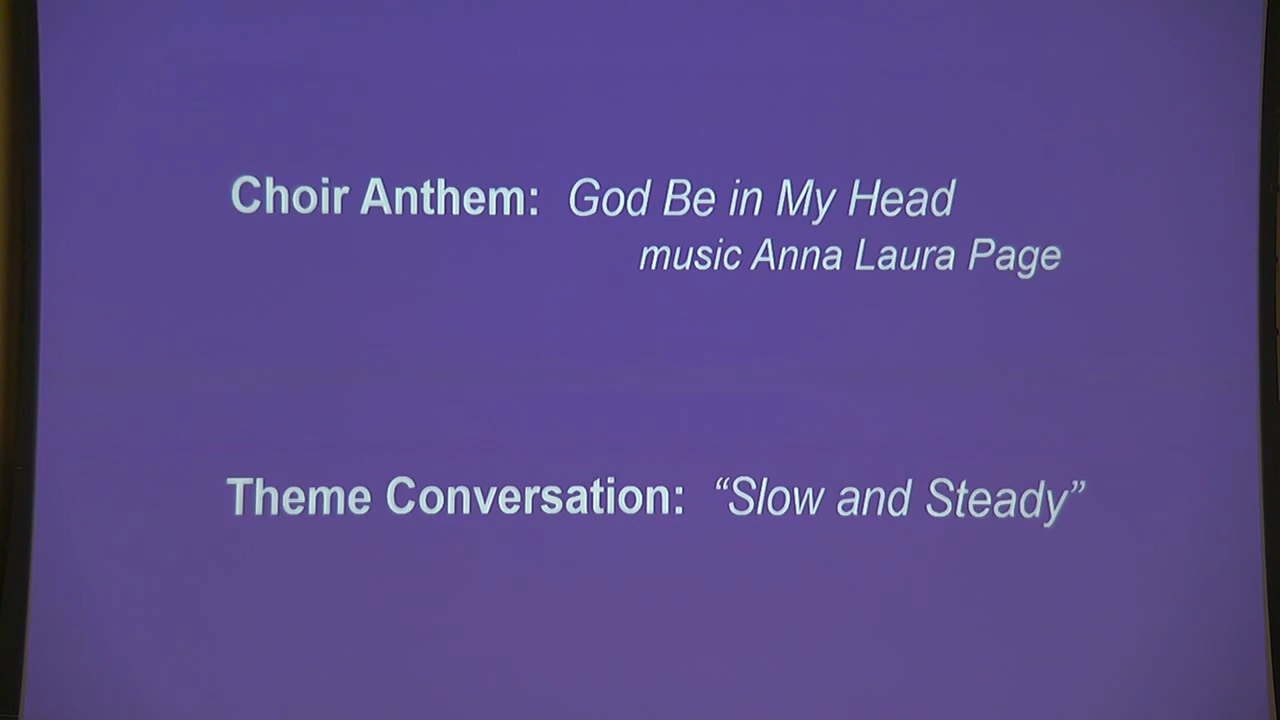 Choir Anthem: God Be in My Head
music Anna Laura Page
Theme Conversation: “Slow and Steady”